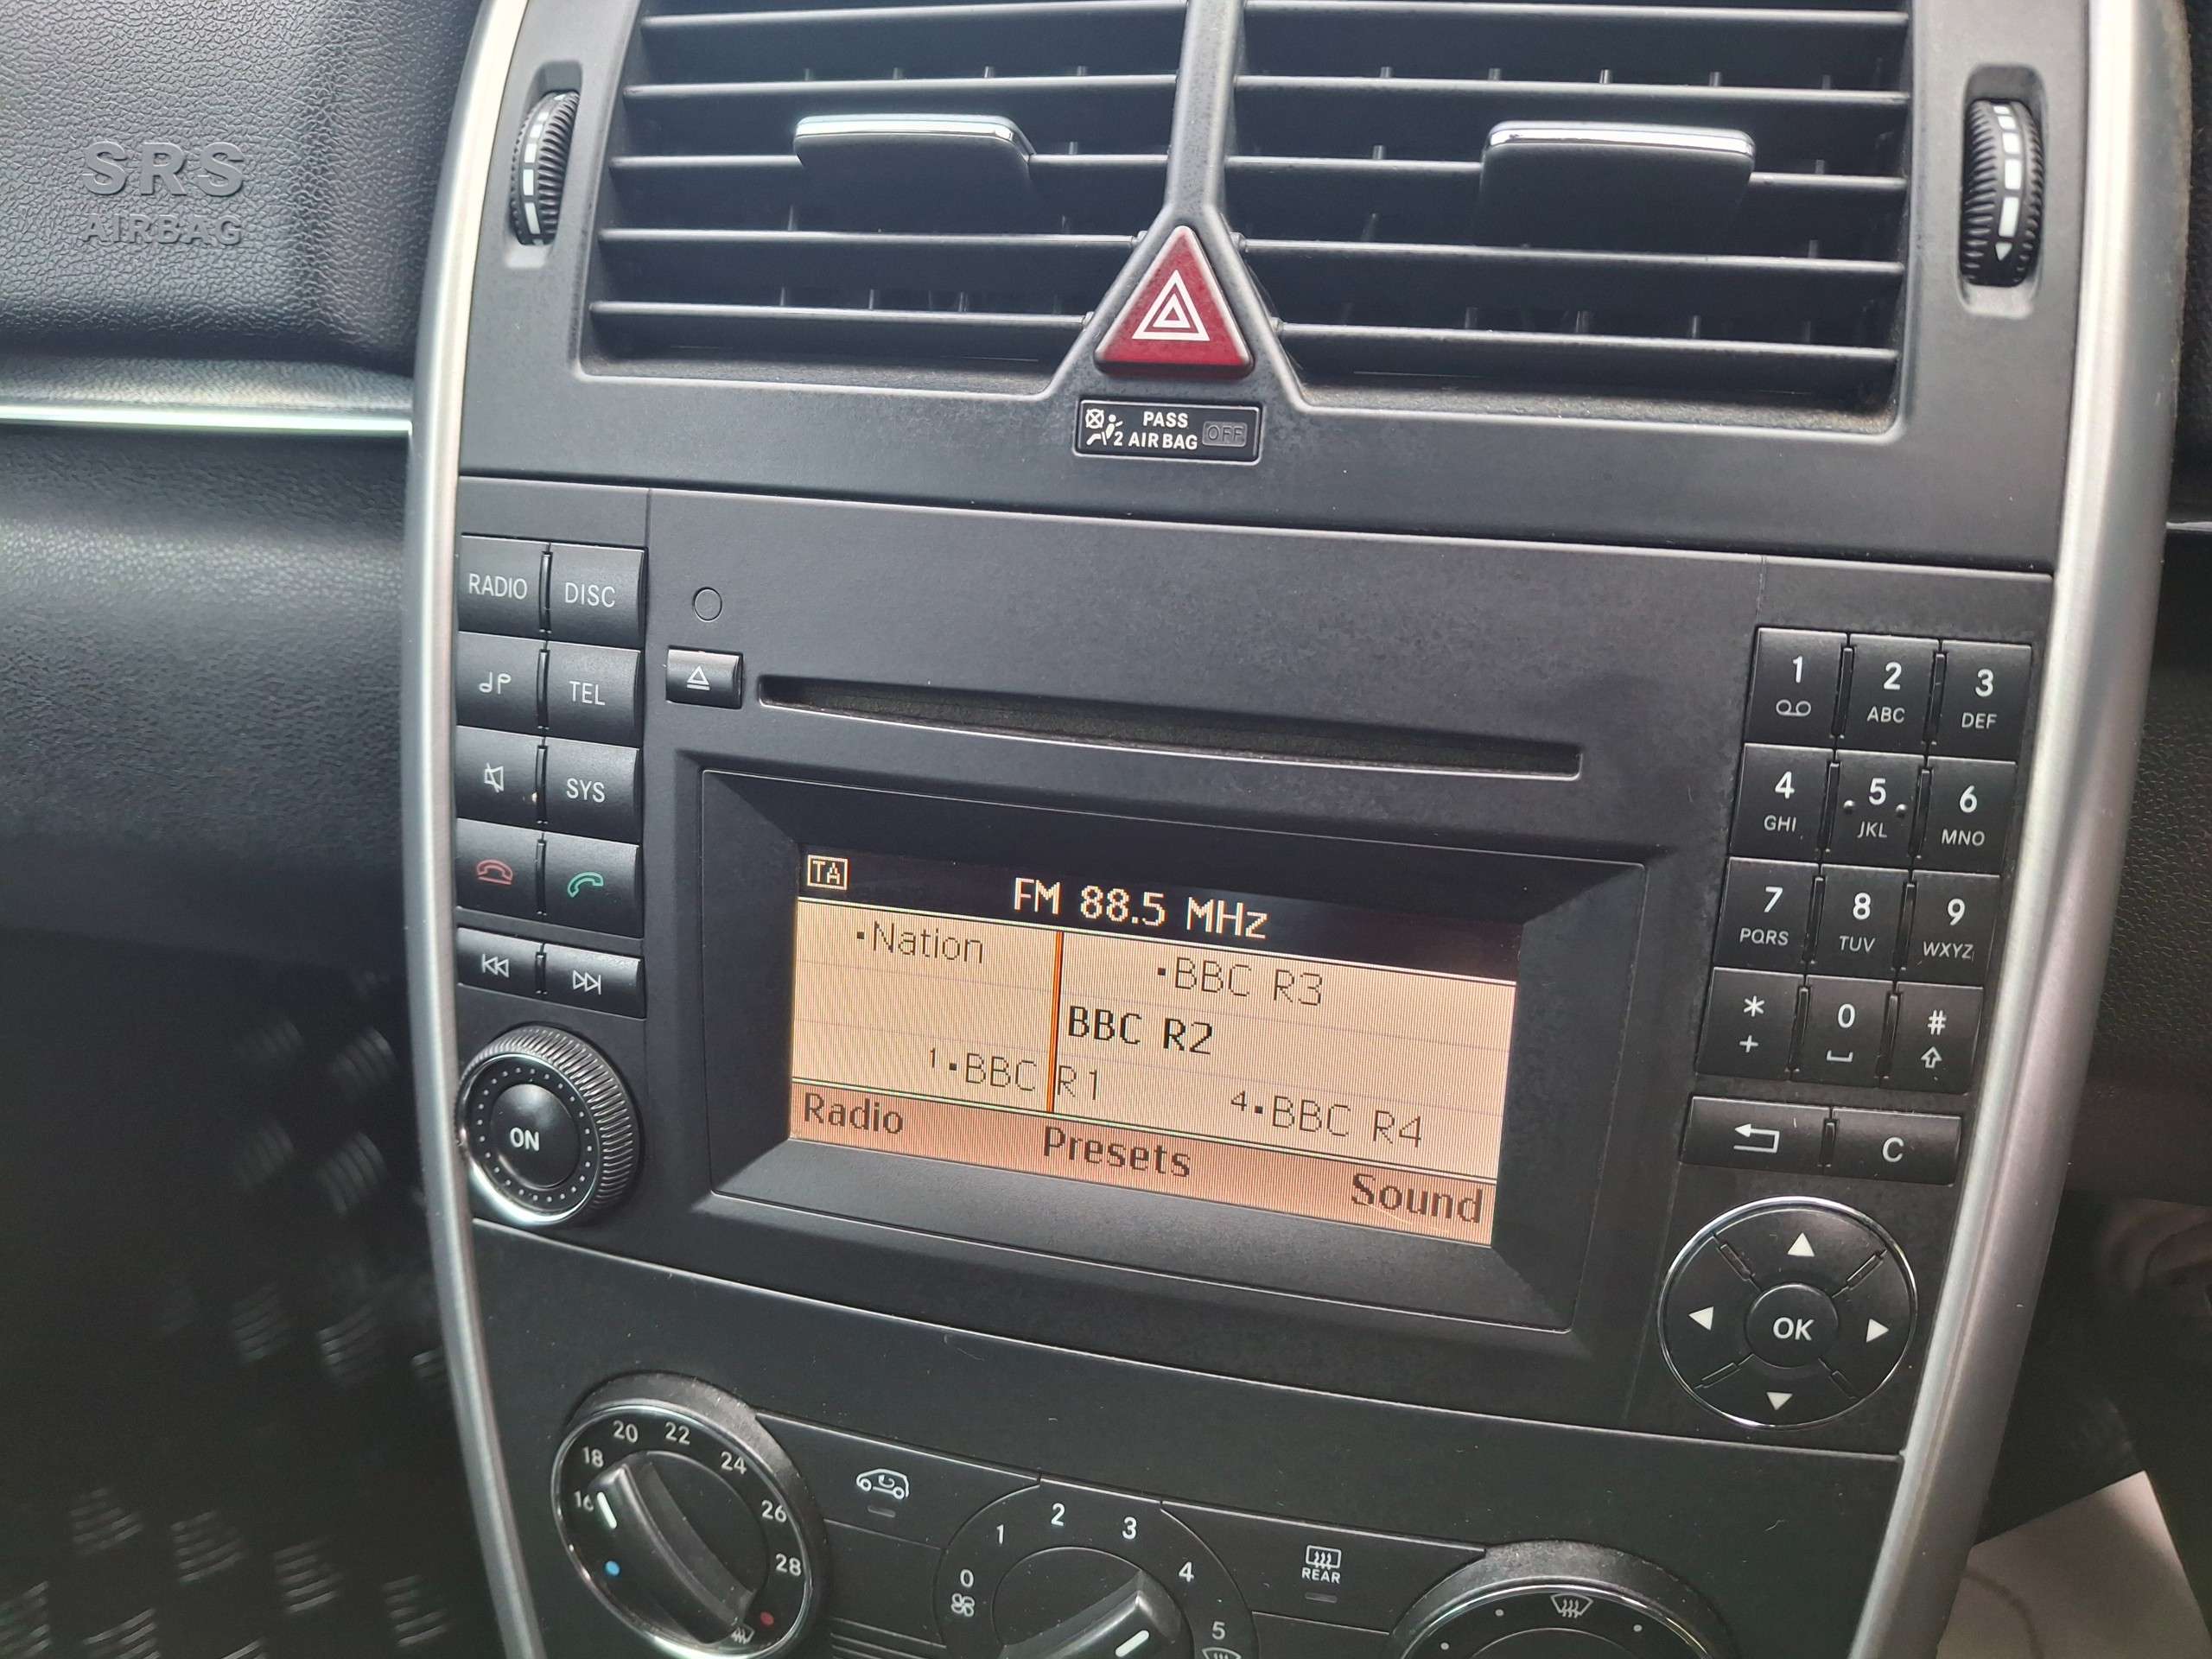 SRS
AIRBAG
PASS
2 AIR BAG OFF
RADIO DISC
TEL
SYS
ON
TA
FM 88.5 MHz
Nation
BBC R3
BBC R2
1 BBC R1
4 BBC R4
Radio
Presets
Sound
1 2 3
ABC DEF
4 5 6
GHI JKL MNO
7 8 9
PQRS TUV WXYZ
* 0 #
+
C
OK
16 18 20 22 24 26 28
0 1 2 3 4 5
REAR